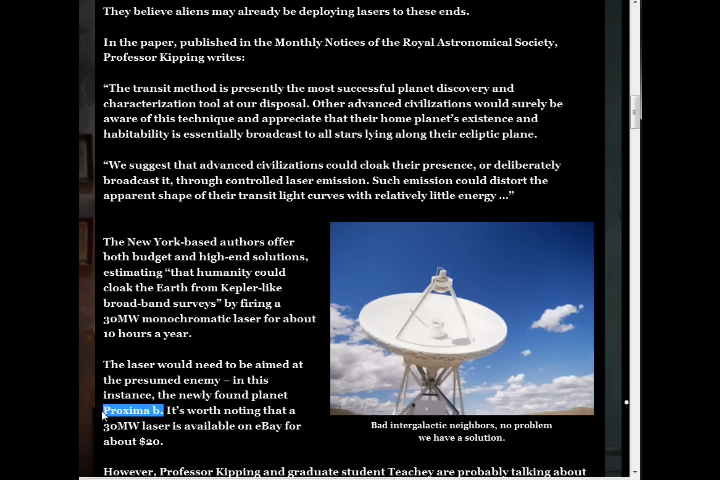 They believe aliens may already be deploying lasers to these ends.
In the paper, published in the Monthly Notices of the Royal Astronomical Society,
Professor Kipping writes:
“The transit method is presently the most successful planet discovery and
characterization tool at our disposal. Other advanced civilizations would surely be
aware of this technique and appreciate that their home planet’s existence and
habitability is essentially broadcast to all stars lying along their ecliptic plane.
“We suggest that advanced civilizations could cloak their presence, or deliberately
broadcast it, through controlled laser emission. Such emission could distort the
apparent shape of their transit light curves with relatively little energy ...”
The New York-based authors offer
both budget and high-end solutions,
estimating “that humanity could
cloak the Earth from Kepler-like
broad-band surveys” by firing a
30MW monochromatic laser for about
10 hours a year.
The laser would need to be aimed at
the presumed enemy – in this
instance, the newly found planet
Proxima b. It’s worth noting that a
30MW laser is available on eBay for
about $20.
Bad intergalactic neighbors, no problem
we have a solution.
However, Professor Kipping and graduate student Teachey are probably talking about